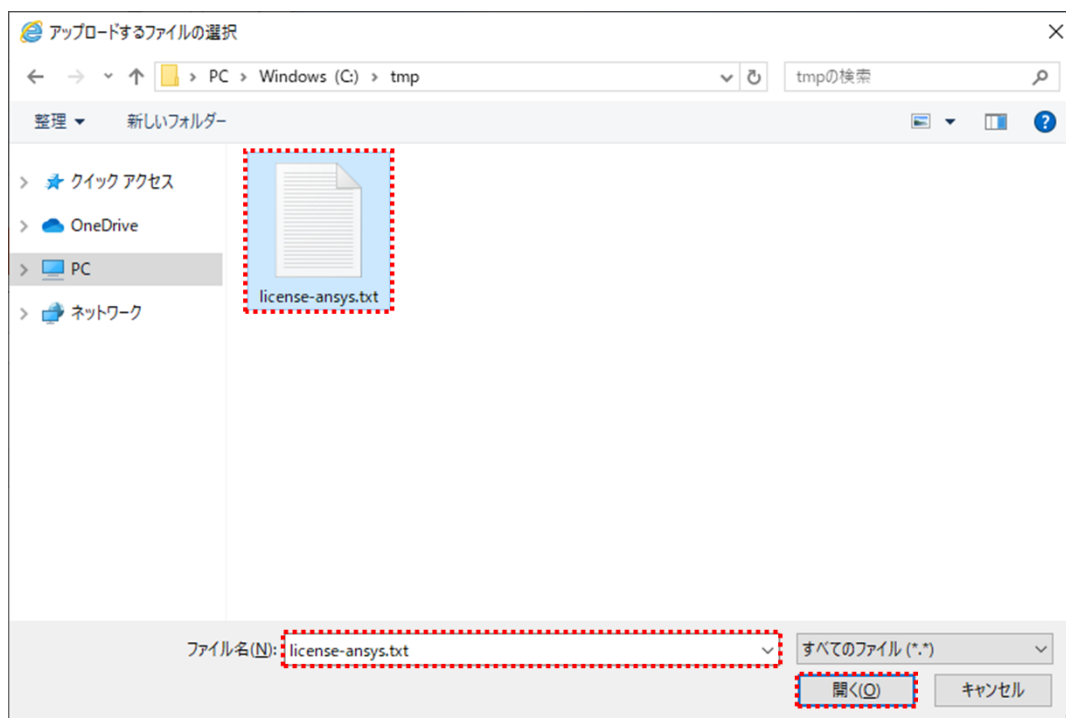 アップロードするファイルの選択
PC > Windows (C:) > tmp
tmpの検索
整理
新しいフォルダー
クイック アクセス
OneDrive
PC
ネットワーク
license-ansys.txt
ファイル名(N):
license-ansys.txt
すべてのファイル (*.*)
開く(O)
キャンセル